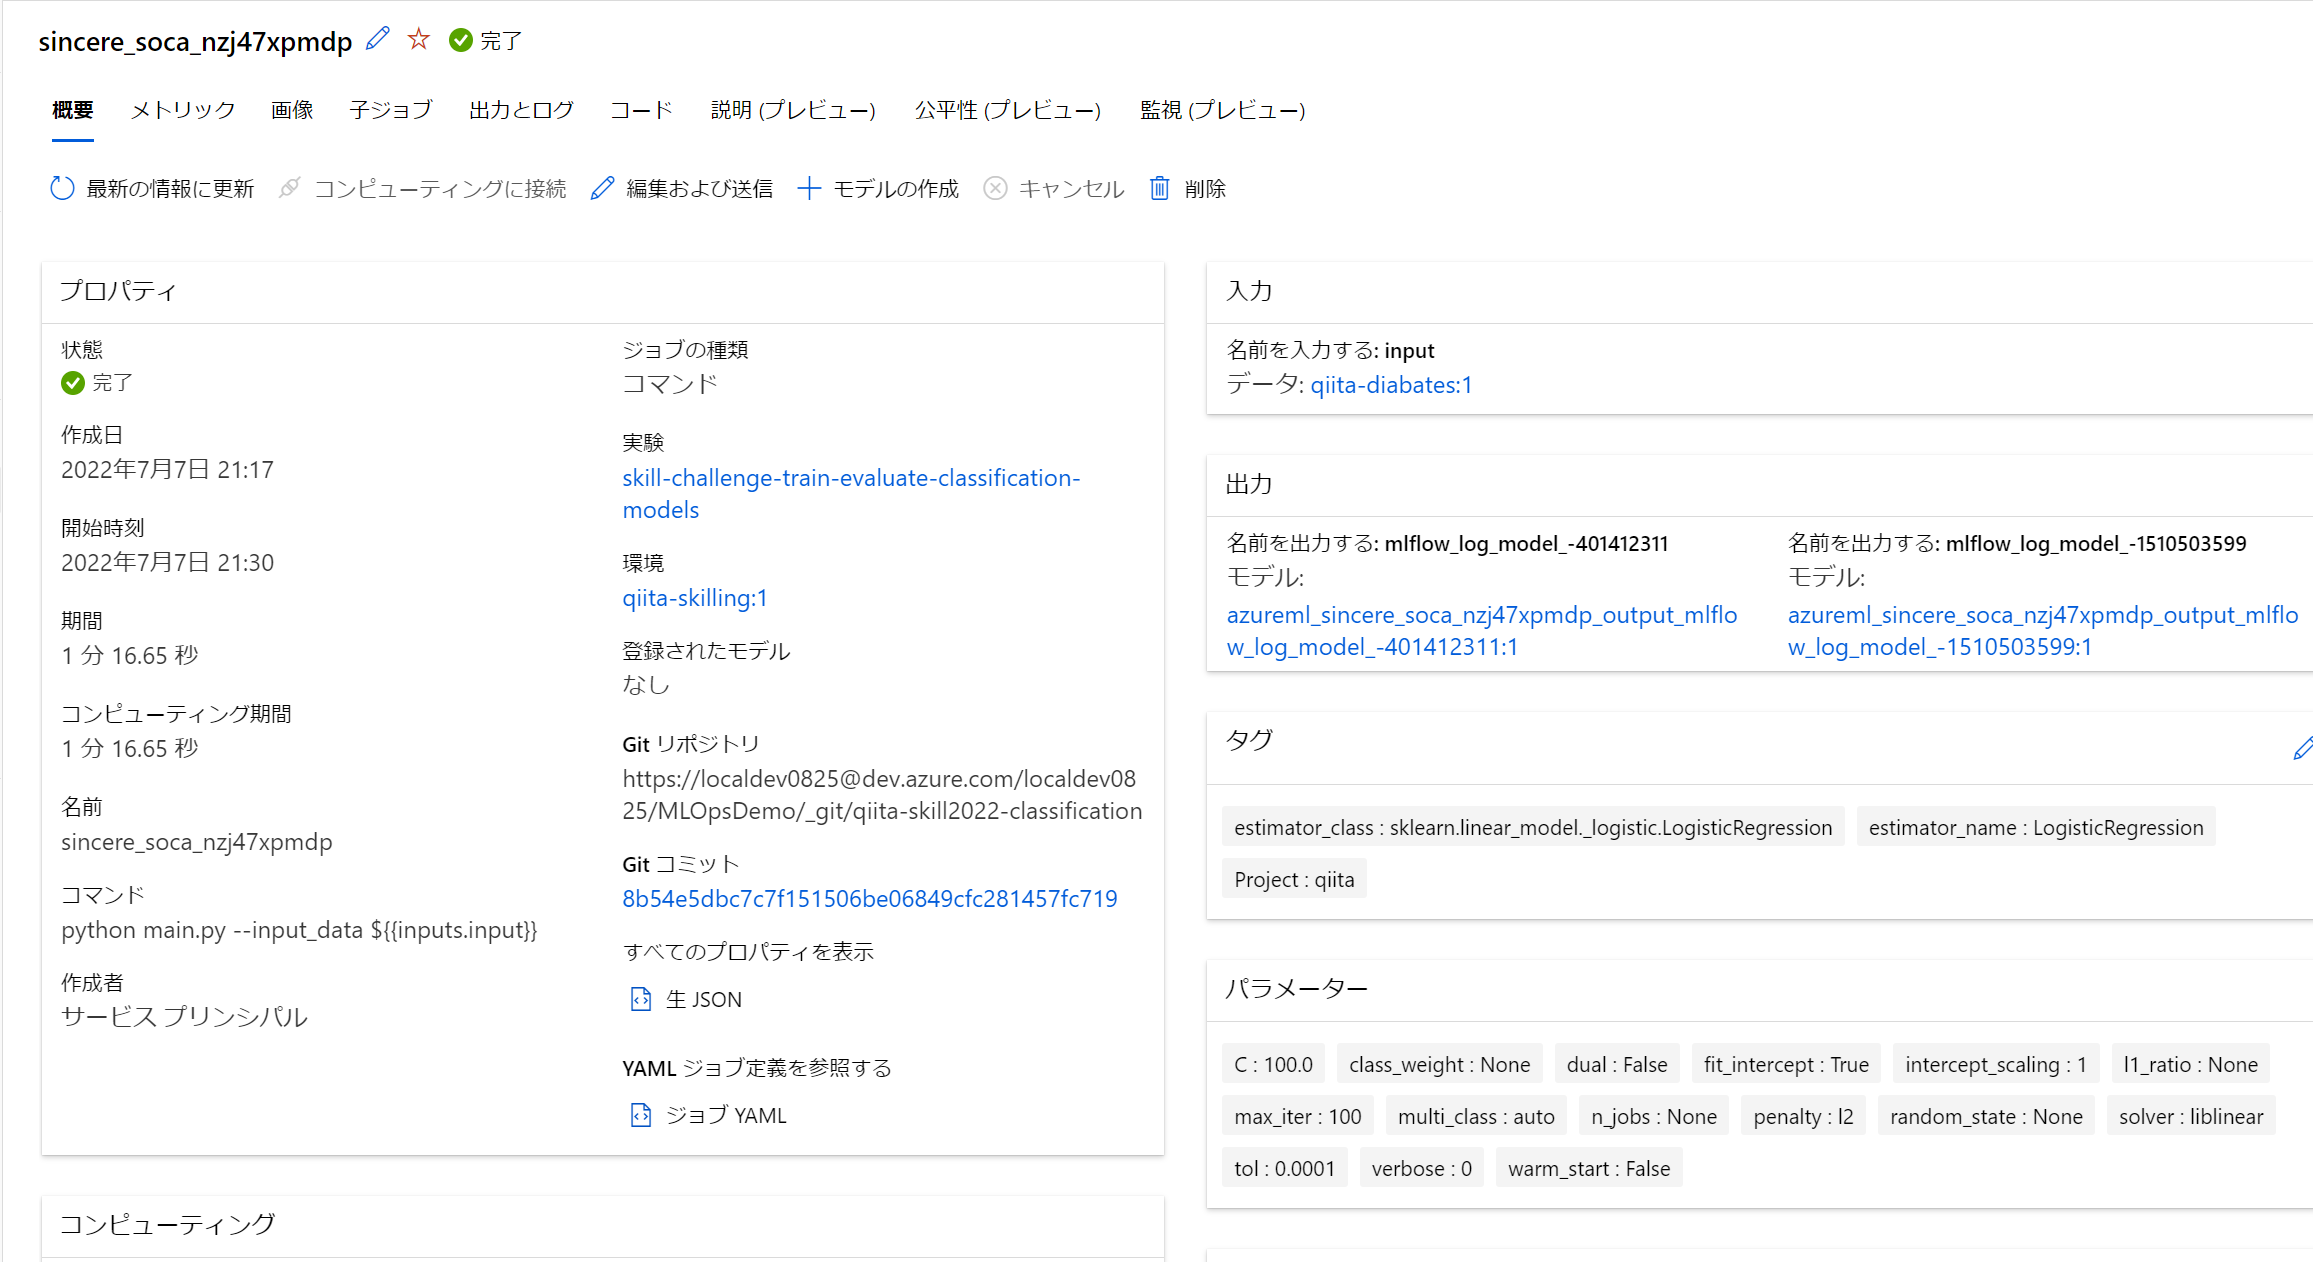 sincere_soca_nzj47xpmdp 完了
概要 メトリック 画像 子ジョブ 出力とログ コード 説明 (プレビュー) 公平性 (プレビュー) 監視 (プレビュー)
最新の情報に更新 コンピューティングに接続 編集および送信 モデルの作成 キャンセル 削除
プロパティ
状態
完了
作成日
2022年7月7日 21:17
開始時刻
2022年7月7日 21:30
期間
1 分 16.65 秒
コンピューティング期間
1 分 16.65 秒
名前
sincere_soca_nzj47xpmdp
コマンド
python main.py --input_data ${{inputs.input}}
作成者
サービス プリンシパル
ジョブの種類
コマンド
実験
skill-challenge-train-evaluate-classification-
models
環境
qiita-skilling:1
登録されたモデル
なし
Git リポジトリ
https://localdev0825@dev.azure.com/localdev08
25/MLOpsDemo/_git/qiita-skill2022-classification
Git コミット
8b54e5dbc7c7f151506be06849cfc281457fc719
すべてのプロパティを表示
生 JSON
YAML ジョブ定義を参照する
ジョブ YAML
コンピューティング
入力
名前を入力する: input
データ: qiita-diabates:1
出力
名前を出力する: mlflow_log_model_-401412311
モデル:
azureml_sincere_soca_nzj47xpmdp_output_mlflo
w_log_model_-401412311:1
名前を出力する: mlflow_log_model_-1510503599
モデル:
azureml_sincere_soca_nzj47xpmdp_output_mlflo
w_log_model_-1510503599:1
タグ
estimator_class : sklearn.linear_model._logistic.LogisticRegression estimator_name : LogisticRegression
Project : qiita
パラメーター
C : 100.0 class_weight : None dual : False fit_intercept : True intercept_scaling : 1 l1_ratio : None
max_iter : 100 multi_class : auto n_jobs : None penalty : l2 random_state : None solver : liblinear
tol : 0.0001 verbose : 0 warm_start : False